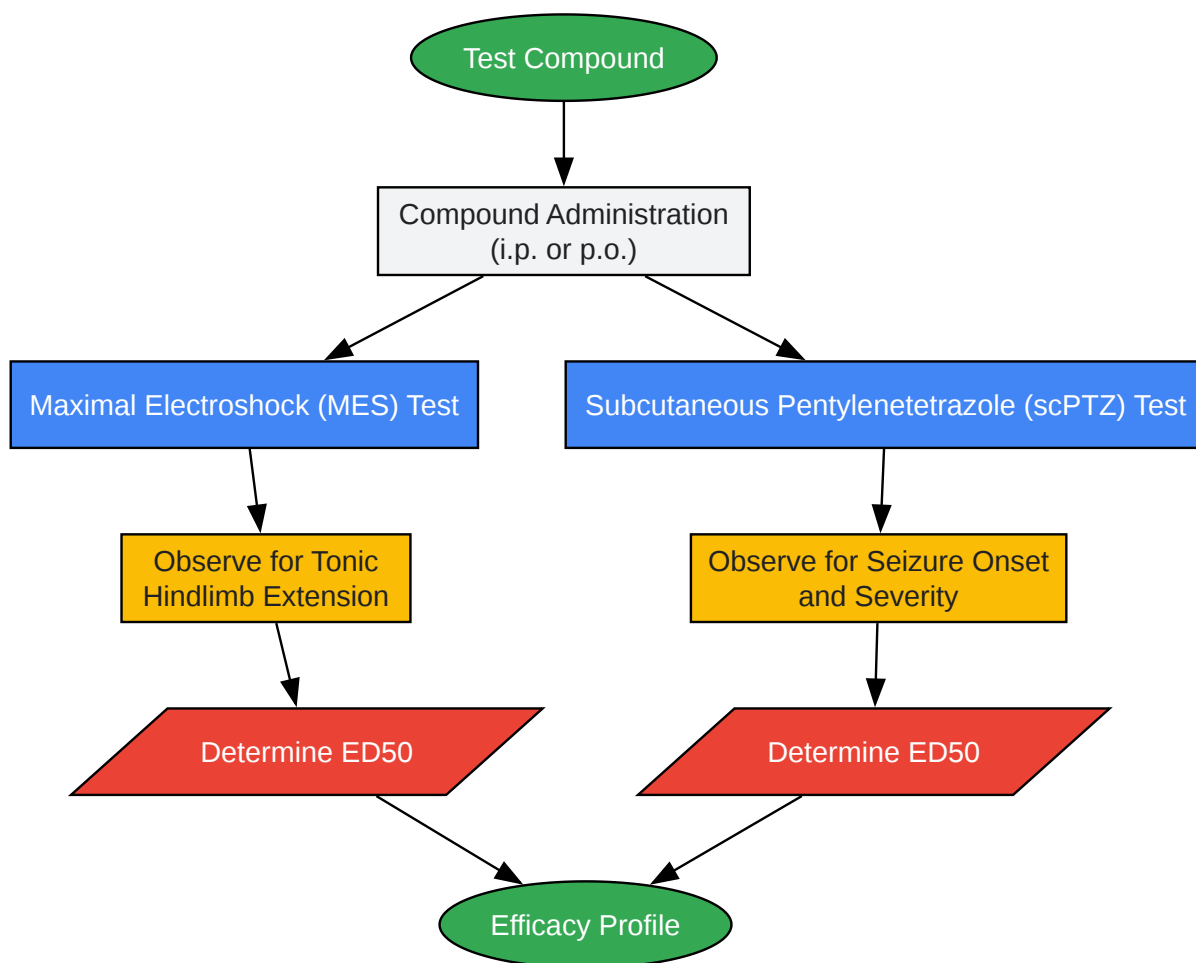 Test Compound
Compound Administration
(i.p. or p.o.)
Maximal Electroshock (MES) Test
Subcutaneous Pentylenetetrazole (scPTZ) Test
Observe for Tonic
Hindlimb Extension
Observe for Seizure Onset
and Severity
Determine ED50
Determine ED50
Efficacy Profile